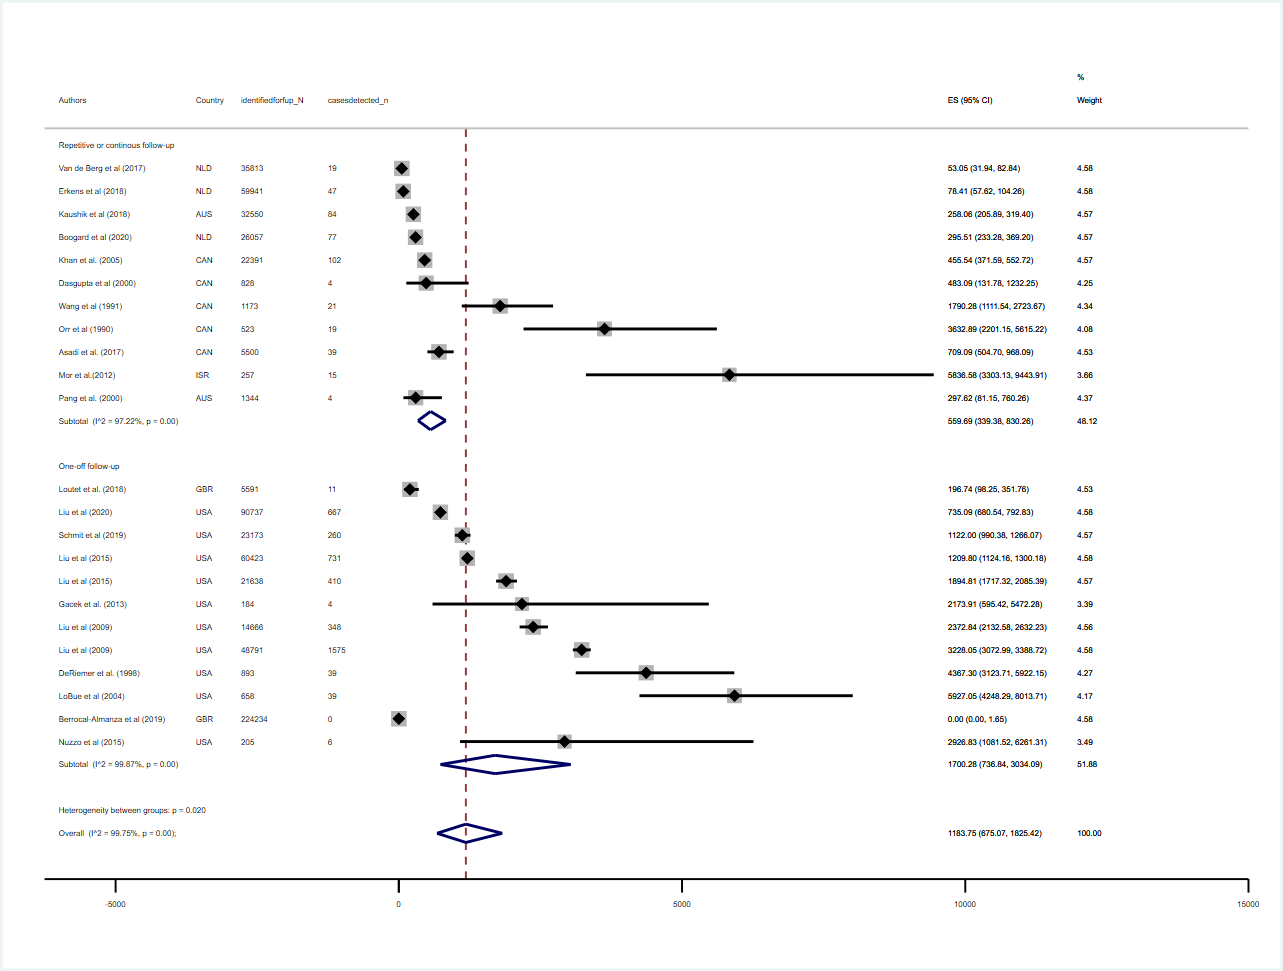 %
Authors Country identifiedforfup_N casesdetected_n ES (95% CI) Weight
Repetitive or continous follow-up
Van de Berg et al (2017) NLD 35813 19 53.05 (31.94, 82.84) 4.58
Erkens et al (2018) NLD 59941 47 78.41 (57.62, 104.26) 4.58
Kaushik et al (2018) AUS 32550 84 258.06 (205.89, 319.40) 4.57
Boogard et al (2020) NLD 26057 77 295.51 (233.28, 369.20) 4.57
Khan et al. (2005) CAN 22391 102 455.54 (371.59, 552.72) 4.57
Dasgupta et al (2000) CAN 828 4 483.09 (131.78, 1232.25) 4.25
Wang et al (1991) CAN 1173 21 1790.28 (1111.54, 2723.67) 4.34
Orr et al (1990) CAN 523 19 3632.89 (2201.15, 5615.22) 4.08
Asadi et al. (2017) CAN 5500 39 709.09 (504.70, 968.09) 4.53
Mor et al.(2012) ISR 257 15 5836.58 (3303.13, 9443.91) 3.66
Pang et al. (2000) AUS 1344 4 297.62 (81.15, 760.26) 4.37
Subtotal (I^2 = 97.22%, p = 0.00) 559.69 (339.38, 830.26) 48.12
One-off follow-up
Loutet et al. (2018) GBR 5591 11 196.74 (98.25, 351.76) 4.53
Liu et al (2020) USA 90737 667 735.09 (680.54, 792.83) 4.58
Schmit et al (2019) USA 23173 260 1122.00 (990.38, 1266.07) 4.57
Liu et al (2015) USA 60423 731 1209.80 (1124.16, 1300.18) 4.58
Liu et al (2015) USA 21638 410 1894.81 (1717.32, 2085.39) 4.57
Gacek et al. (2013) USA 184 4 2173.91 (595.42, 5472.28) 3.39
Liu et al (2009) USA 14666 348 2372.84 (2132.58, 2632.23) 4.56
Liu et al (2009) USA 48791 1575 3228.05 (3072.99, 3388.72) 4.58
DeRiemer et al. (1998) USA 893 39 4367.30 (3123.71, 5922.15) 4.27
LoBue et al (2004) USA 658 39 5927.05 (4248.29, 8013.71) 4.17
Berrocal-Almanza et al (2019) GBR 224234 0 0.00 (0.00, 1.65) 4.58
Nuzzo et al (2015) USA 205 6 2926.83 (1081.52, 6261.31) 3.49
Subtotal (I^2 = 99.87%, p = 0.00) 1700.28 (736.84, 3034.09) 51.88
Heterogeneity between groups: p = 0.020
Overall (I^2 = 99.75%, p = 0.00); 1183.75 (675.07, 1825.42) 100.00
-5000 0 5000 10000 15000